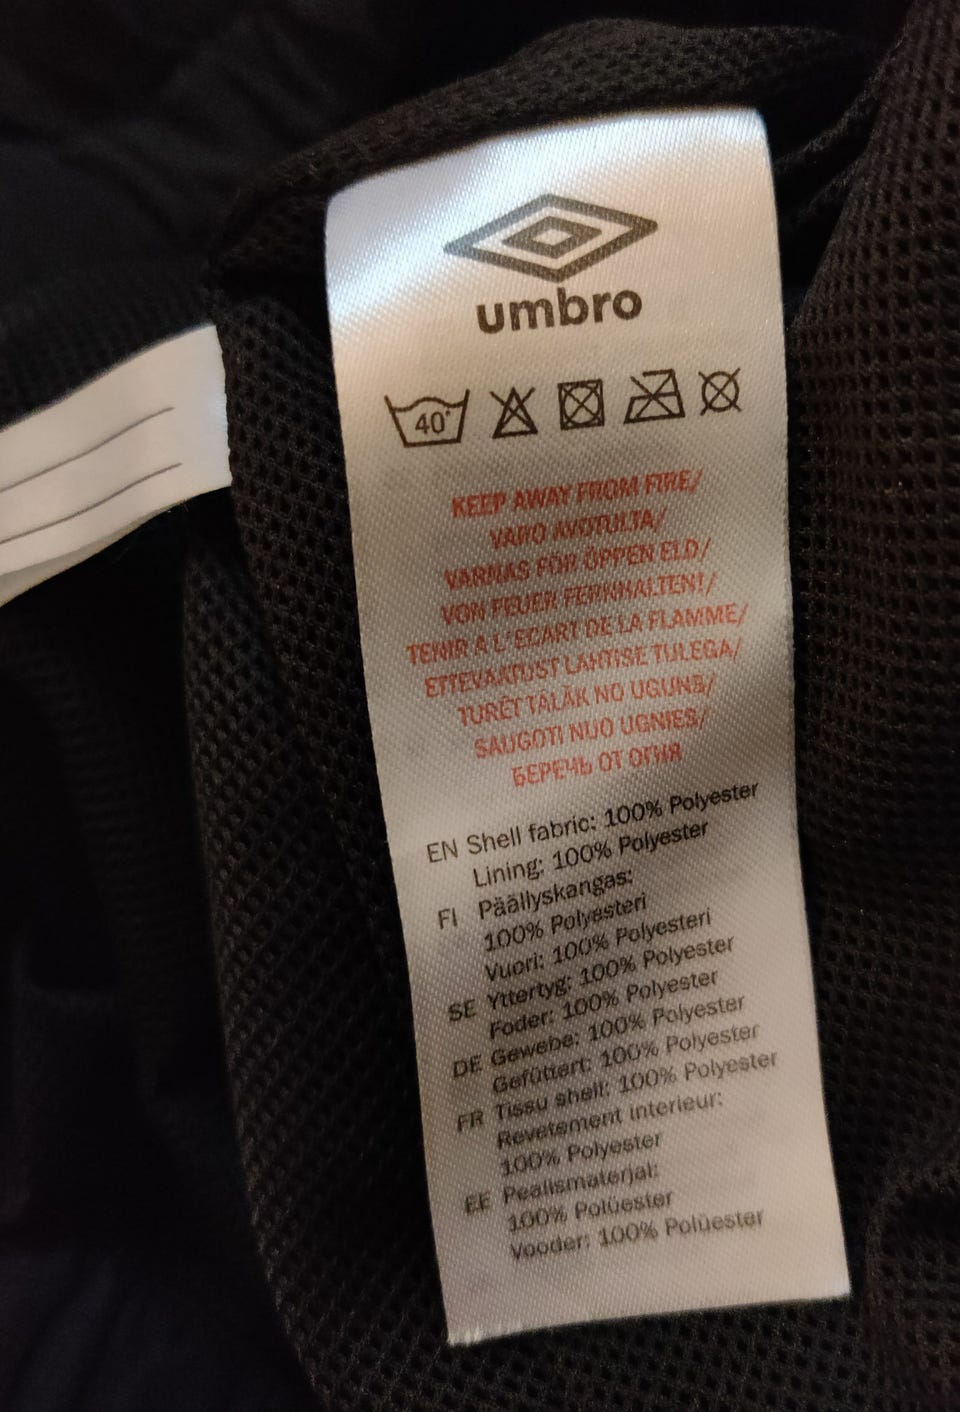 umbro
40°
KEEP AWAY FROM FIRE/
VARO AVOTULTA/
VARNAS FÖR ÖPPEN ELD/
VON FEUER FERNHALTEN!/
TENIR A L'ECART DE LA FLAMME/
ETTEVAATUST LAHTISE TULEGA/
TURĒT TĀLĀK NO UGUNS/
SAUGOTI NUO UGNIES/
БЕРЕЧЬ ОТ ОГНЯ
EN Shell fabric: 100% Polyester
Lining: 100% Polyester
FI Päällyskangas:
100% Polyesteri
Vuori: 100% Polyesteri
SE Yttertyg: 100% Polyester
Foder: 100% Polyester
DE Gewebe: 100% Polyester
Gefüttert: 100% Polyester
FR Tissu shell: 100% Polyester
Revetement interieur:
100% Polyester
EE Pealismaterjal:
100% Polüester
Vooder: 100% Polüester